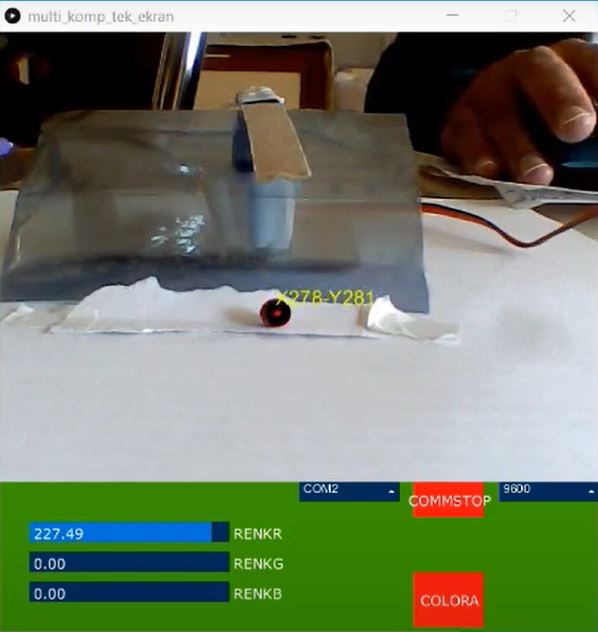 multi_komp_tek_ekran
X278-Y281
COM2
COMMSTOP
9600
227.49 RENKR
0.00 RENKG
0.00 RENKB
COLORA